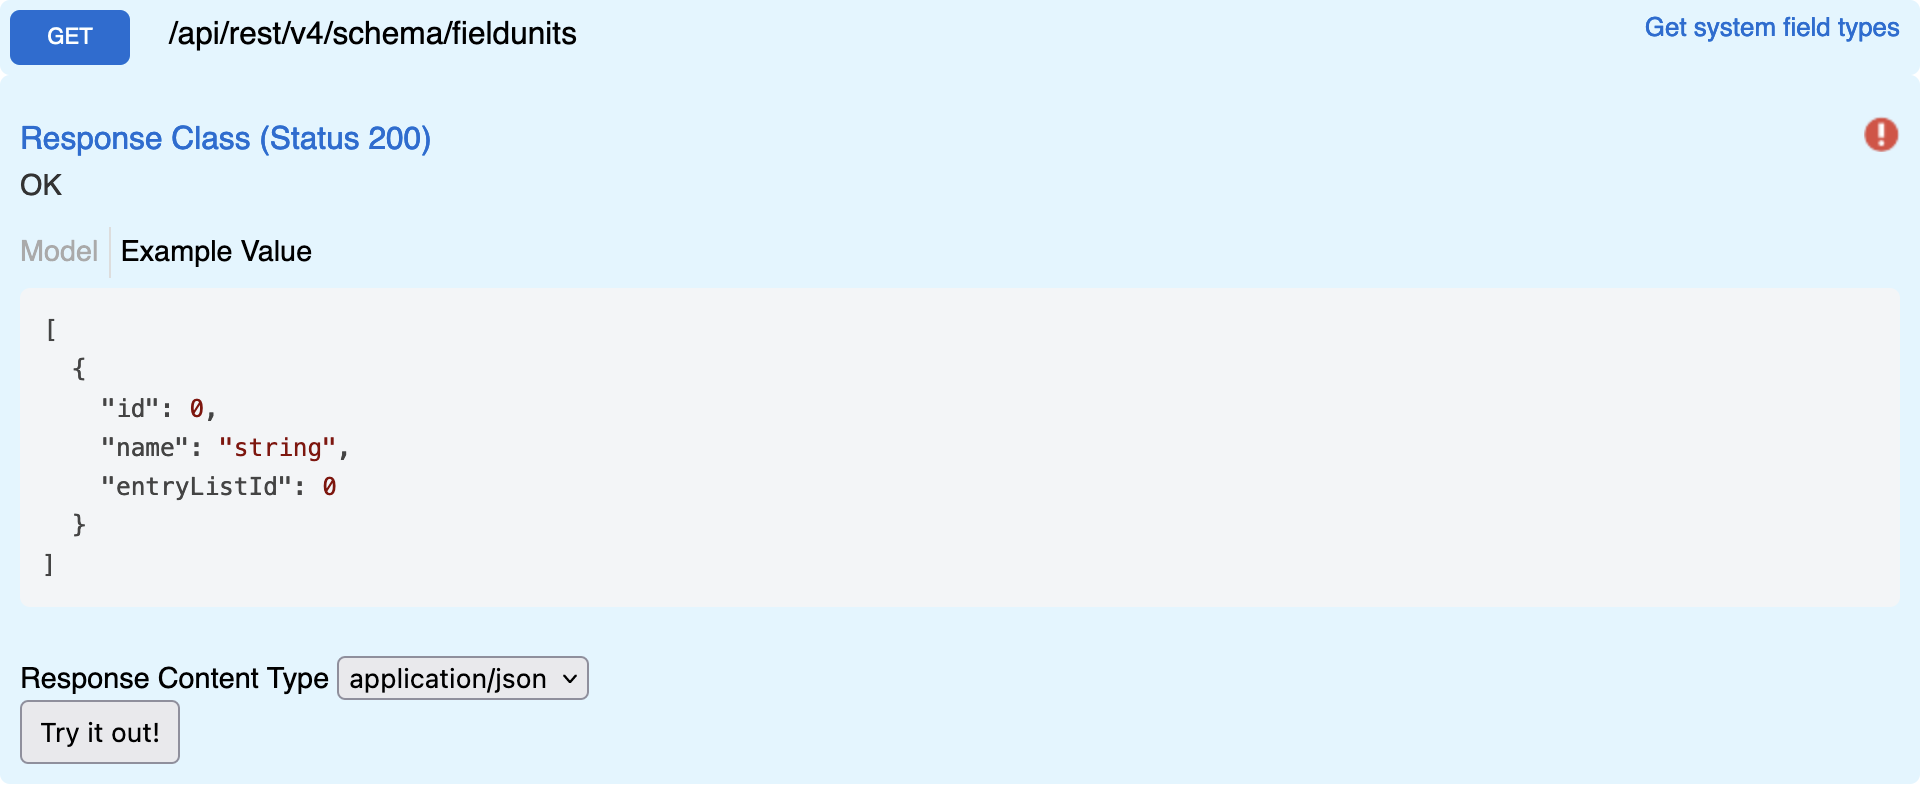 GET /api/rest/v4/schema/fieldunits Get system field types
Response Class (Status 200)
OK
Model Example Value
[
  {
    "id": 0,
    "name": "string",
    "entryListId": 0
  }
]
Response Content Type application/json
Try it out!